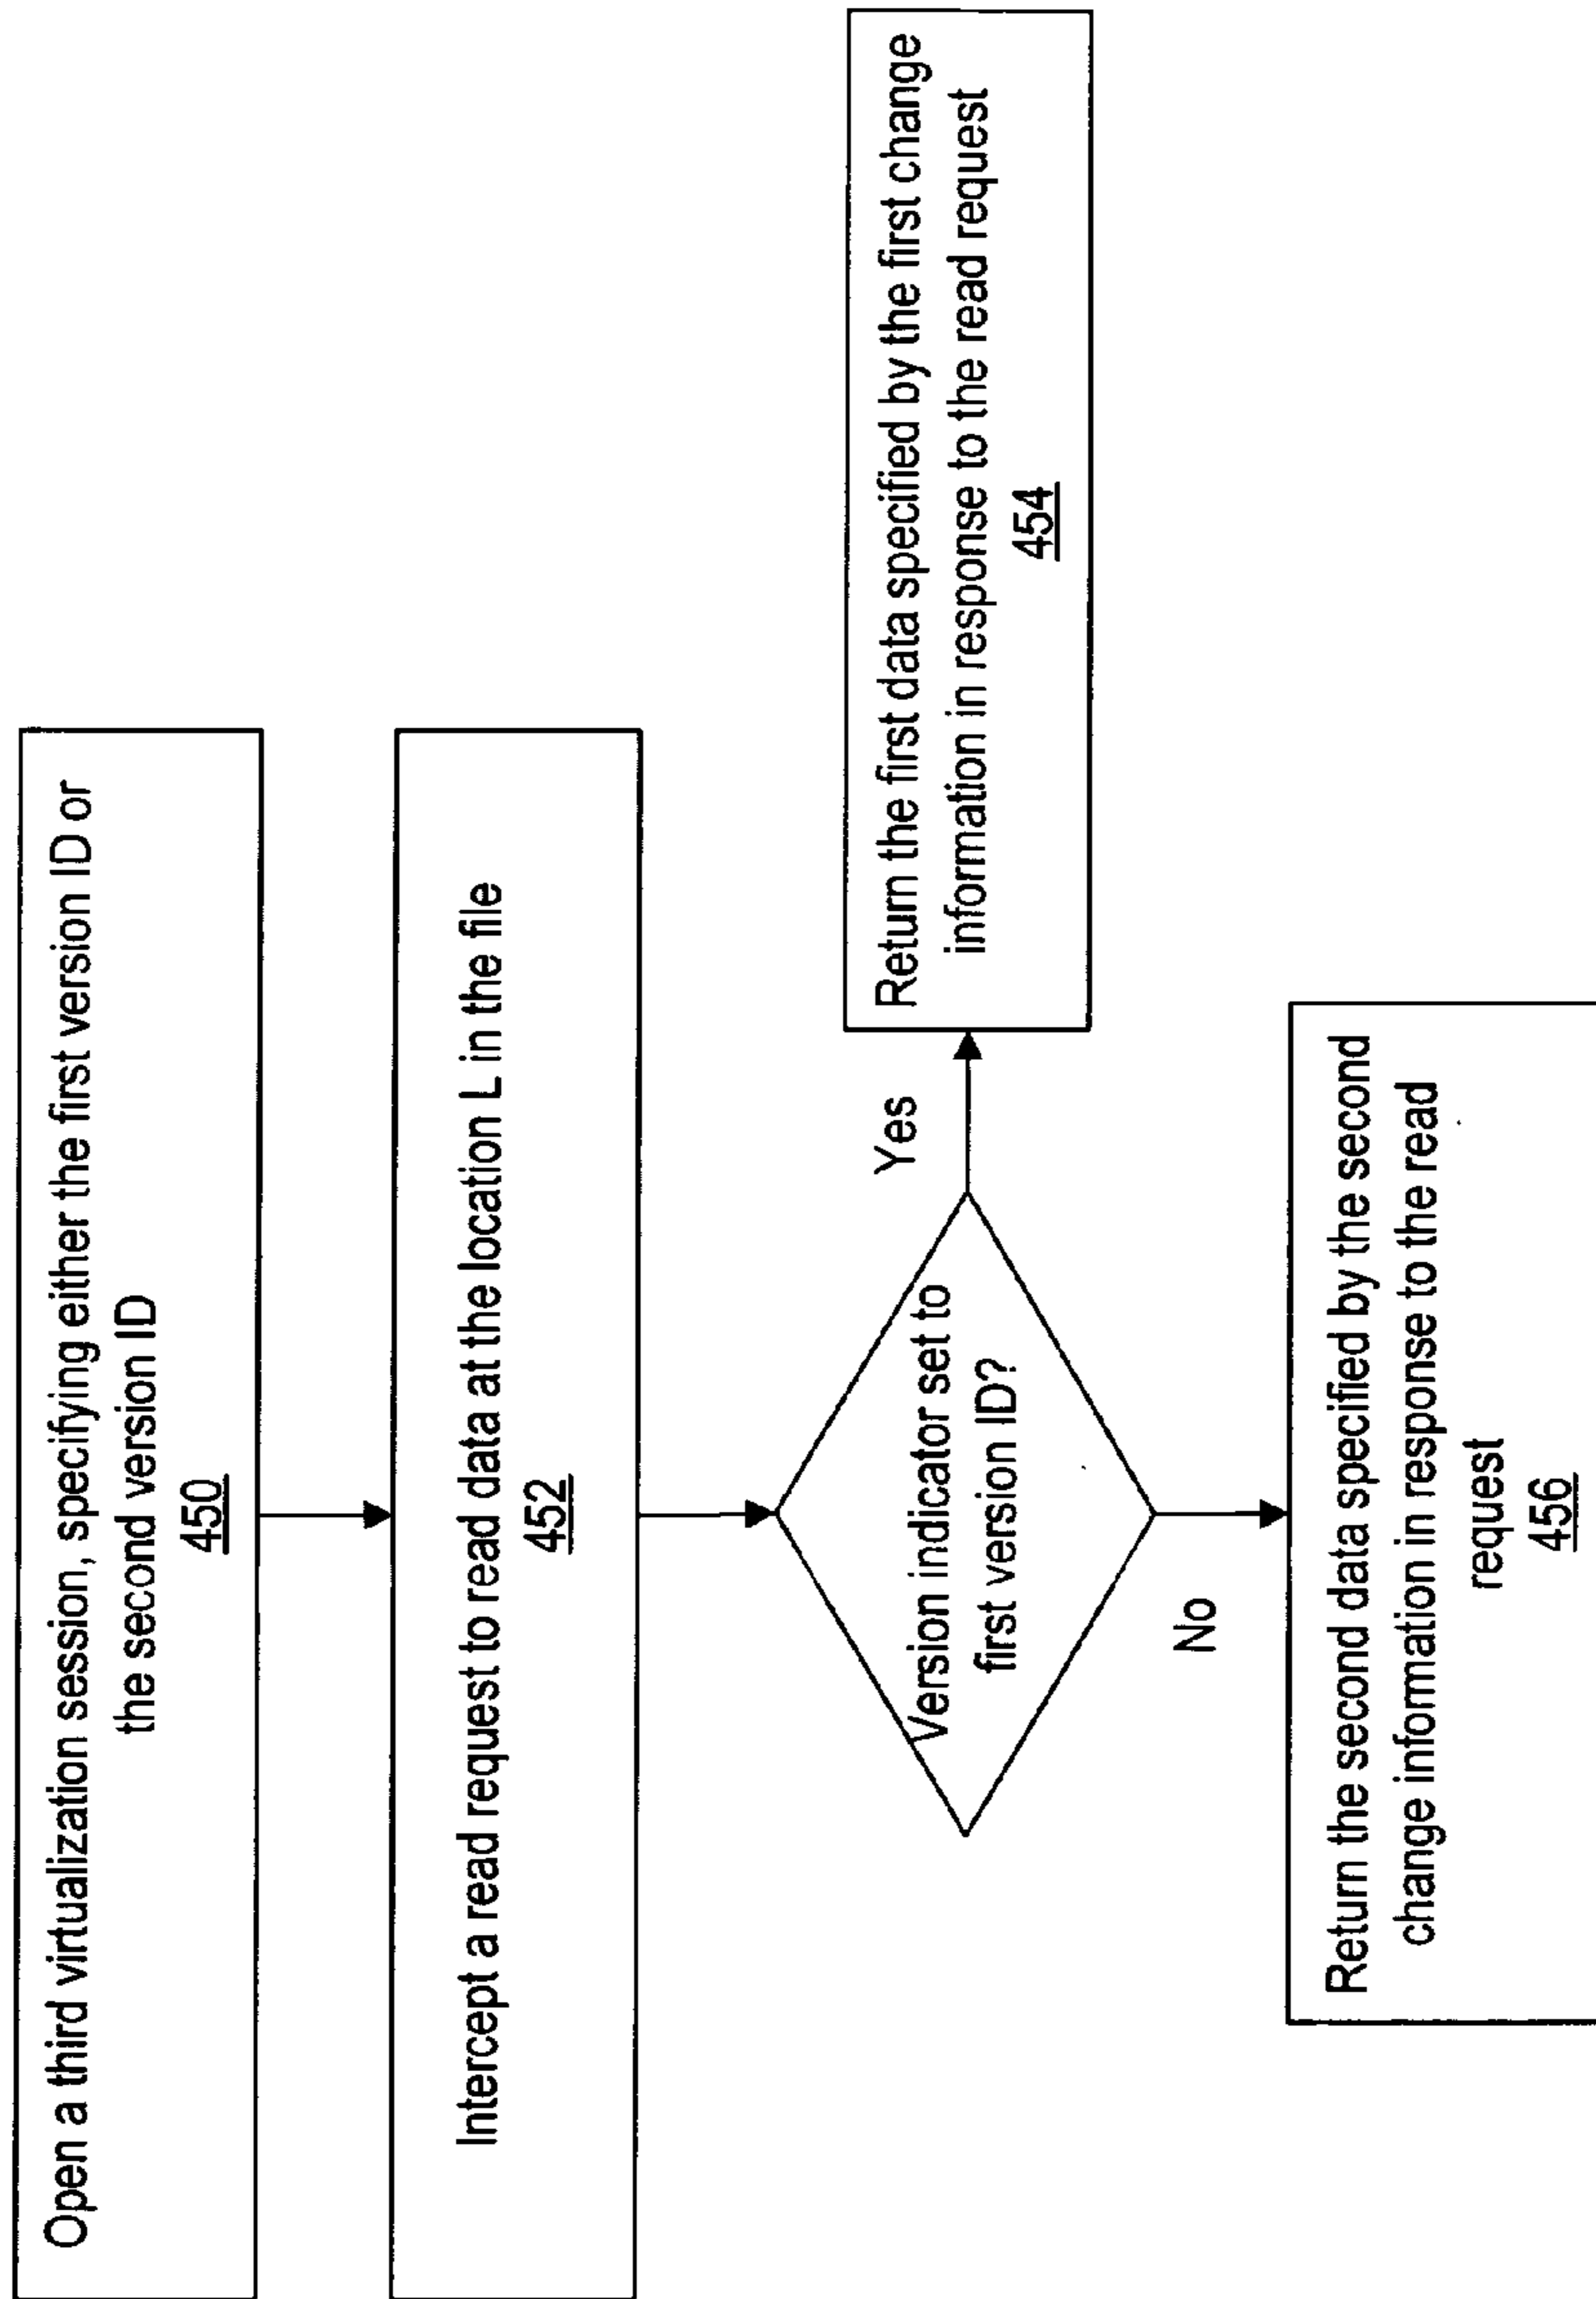 Open a third virtualization session, specifying either the first version ID or
the second version ID
450
Intercept a read request to read data at the location L in the file
452
Version indicator set to
first version ID?
Yes
Return the first data specified by the first change
information in response to the read request
454
No
Return the second data specified by the second
change information in response to the read
request
456